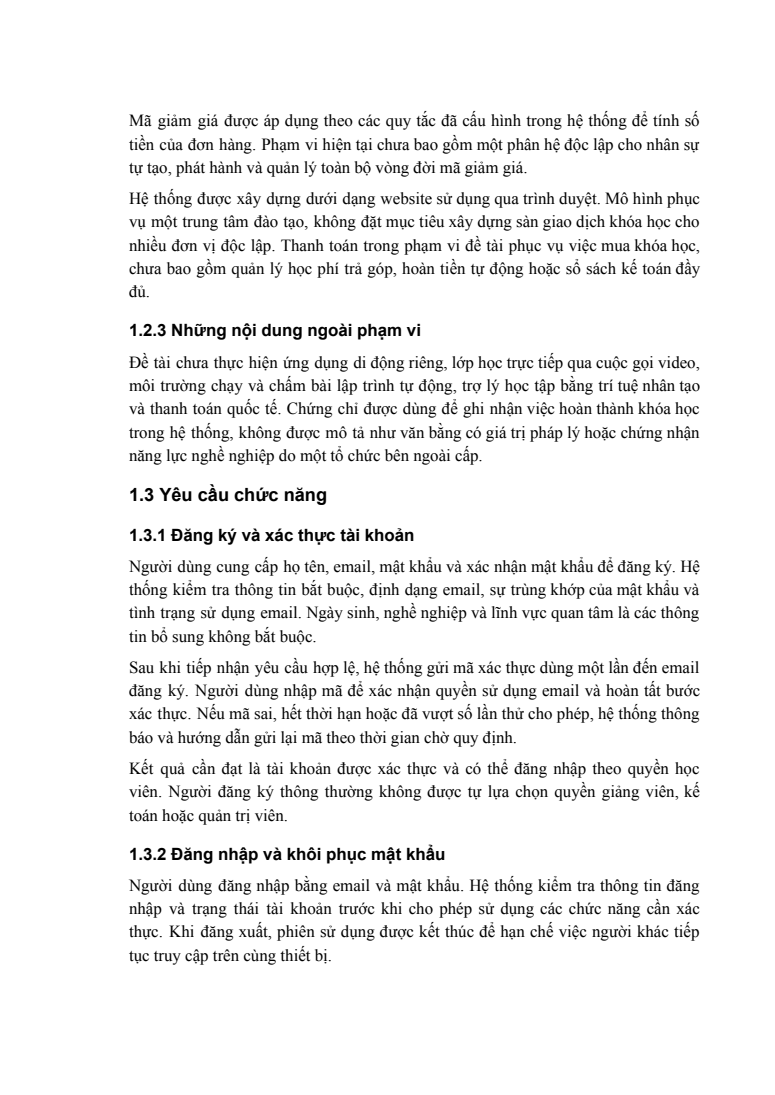 Mã giảm giá được áp dụng theo các quy tắc đã cấu hình trong hệ thống để tính số
tiền của đơn hàng. Phạm vi hiện tại chưa bao gồm một phân hệ độc lập cho nhân sự
tự tạo, phát hành và quản lý toàn bộ vòng đời mã giảm giá.
Hệ thống được xây dựng dưới dạng website sử dụng qua trình duyệt. Mô hình phục
vụ một trung tâm đào tạo, không đặt mục tiêu xây dựng sàn giao dịch khóa học cho
nhiều đơn vị độc lập. Thanh toán trong phạm vi đề tài phục vụ việc mua khóa học,
chưa bao gồm quản lý học phí trả góp, hoàn tiền tự động hoặc sổ sách kế toán đầy
đủ.
1.2.3 Những nội dung ngoài phạm vi
Đề tài chưa thực hiện ứng dụng di động riêng, lớp học trực tiếp qua cuộc gọi video,
môi trường chạy và chấm bài lập trình tự động, trợ lý học tập bằng trí tuệ nhân tạo
và thanh toán quốc tế. Chứng chỉ được dùng để ghi nhận việc hoàn thành khóa học
trong hệ thống, không được mô tả như văn bằng có giá trị pháp lý hoặc chứng nhận
năng lực nghề nghiệp do một tổ chức bên ngoài cấp.
1.3 Yêu cầu chức năng
1.3.1 Đăng ký và xác thực tài khoản
Người dùng cung cấp họ tên, email, mật khẩu và xác nhận mật khẩu để đăng ký. Hệ
thống kiểm tra thông tin bắt buộc, định dạng email, sự trùng khớp của mật khẩu và
tình trạng sử dụng email. Ngày sinh, nghề nghiệp và lĩnh vực quan tâm là các thông
tin bổ sung không bắt buộc.
Sau khi tiếp nhận yêu cầu hợp lệ, hệ thống gửi mã xác thực dùng một lần đến email
đăng ký. Người dùng nhập mã để xác nhận quyền sử dụng email và hoàn tất bước
xác thực. Nếu mã sai, hết thời hạn hoặc đã vượt số lần thử cho phép, hệ thống thông
báo và hướng dẫn gửi lại mã theo thời gian chờ quy định.
Kết quả cần đạt là tài khoản được xác thực và có thể đăng nhập theo quyền học
viên. Người đăng ký thông thường không được tự lựa chọn quyền giảng viên, kế
toán hoặc quản trị viên.
1.3.2 Đăng nhập và khôi phục mật khẩu
Người dùng đăng nhập bằng email và mật khẩu. Hệ thống kiểm tra thông tin đăng
nhập và trạng thái tài khoản trước khi cho phép sử dụng các chức năng cần xác
thực. Khi đăng xuất, phiên sử dụng được kết thúc để hạn chế việc người khác tiếp
tục truy cập trên cùng thiết bị.